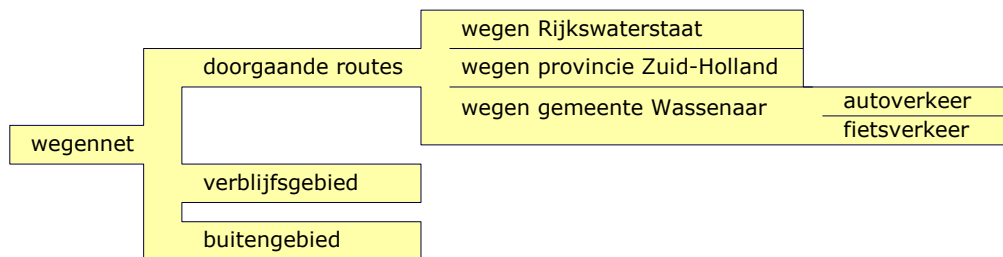 wegen Rijkswaterstaat
doorgaande routes
wegen provincie Zuid-Holland
wegen gemeente Wassenaar
autoverkeer
fietsverkeer
wegennet
verblijfsgebied
buitengebied